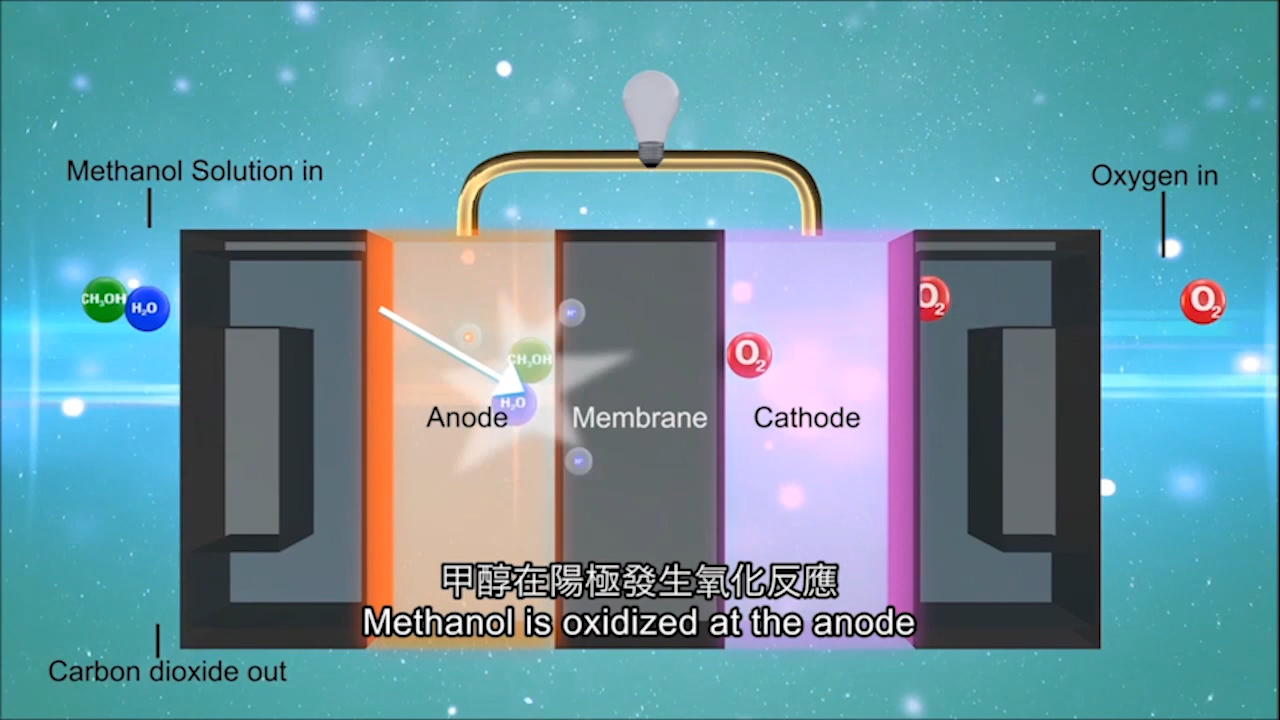 Methanol Solution in
Oxygen in
CH₃OH
H₂O
O₂
O₂
H⁺
CH₃OH
O₂
H₂O
Anode
Membrane
Cathode
H⁺
甲醇在陽極發生氧化反應
Methanol is oxidized at the anode
Carbon dioxide out